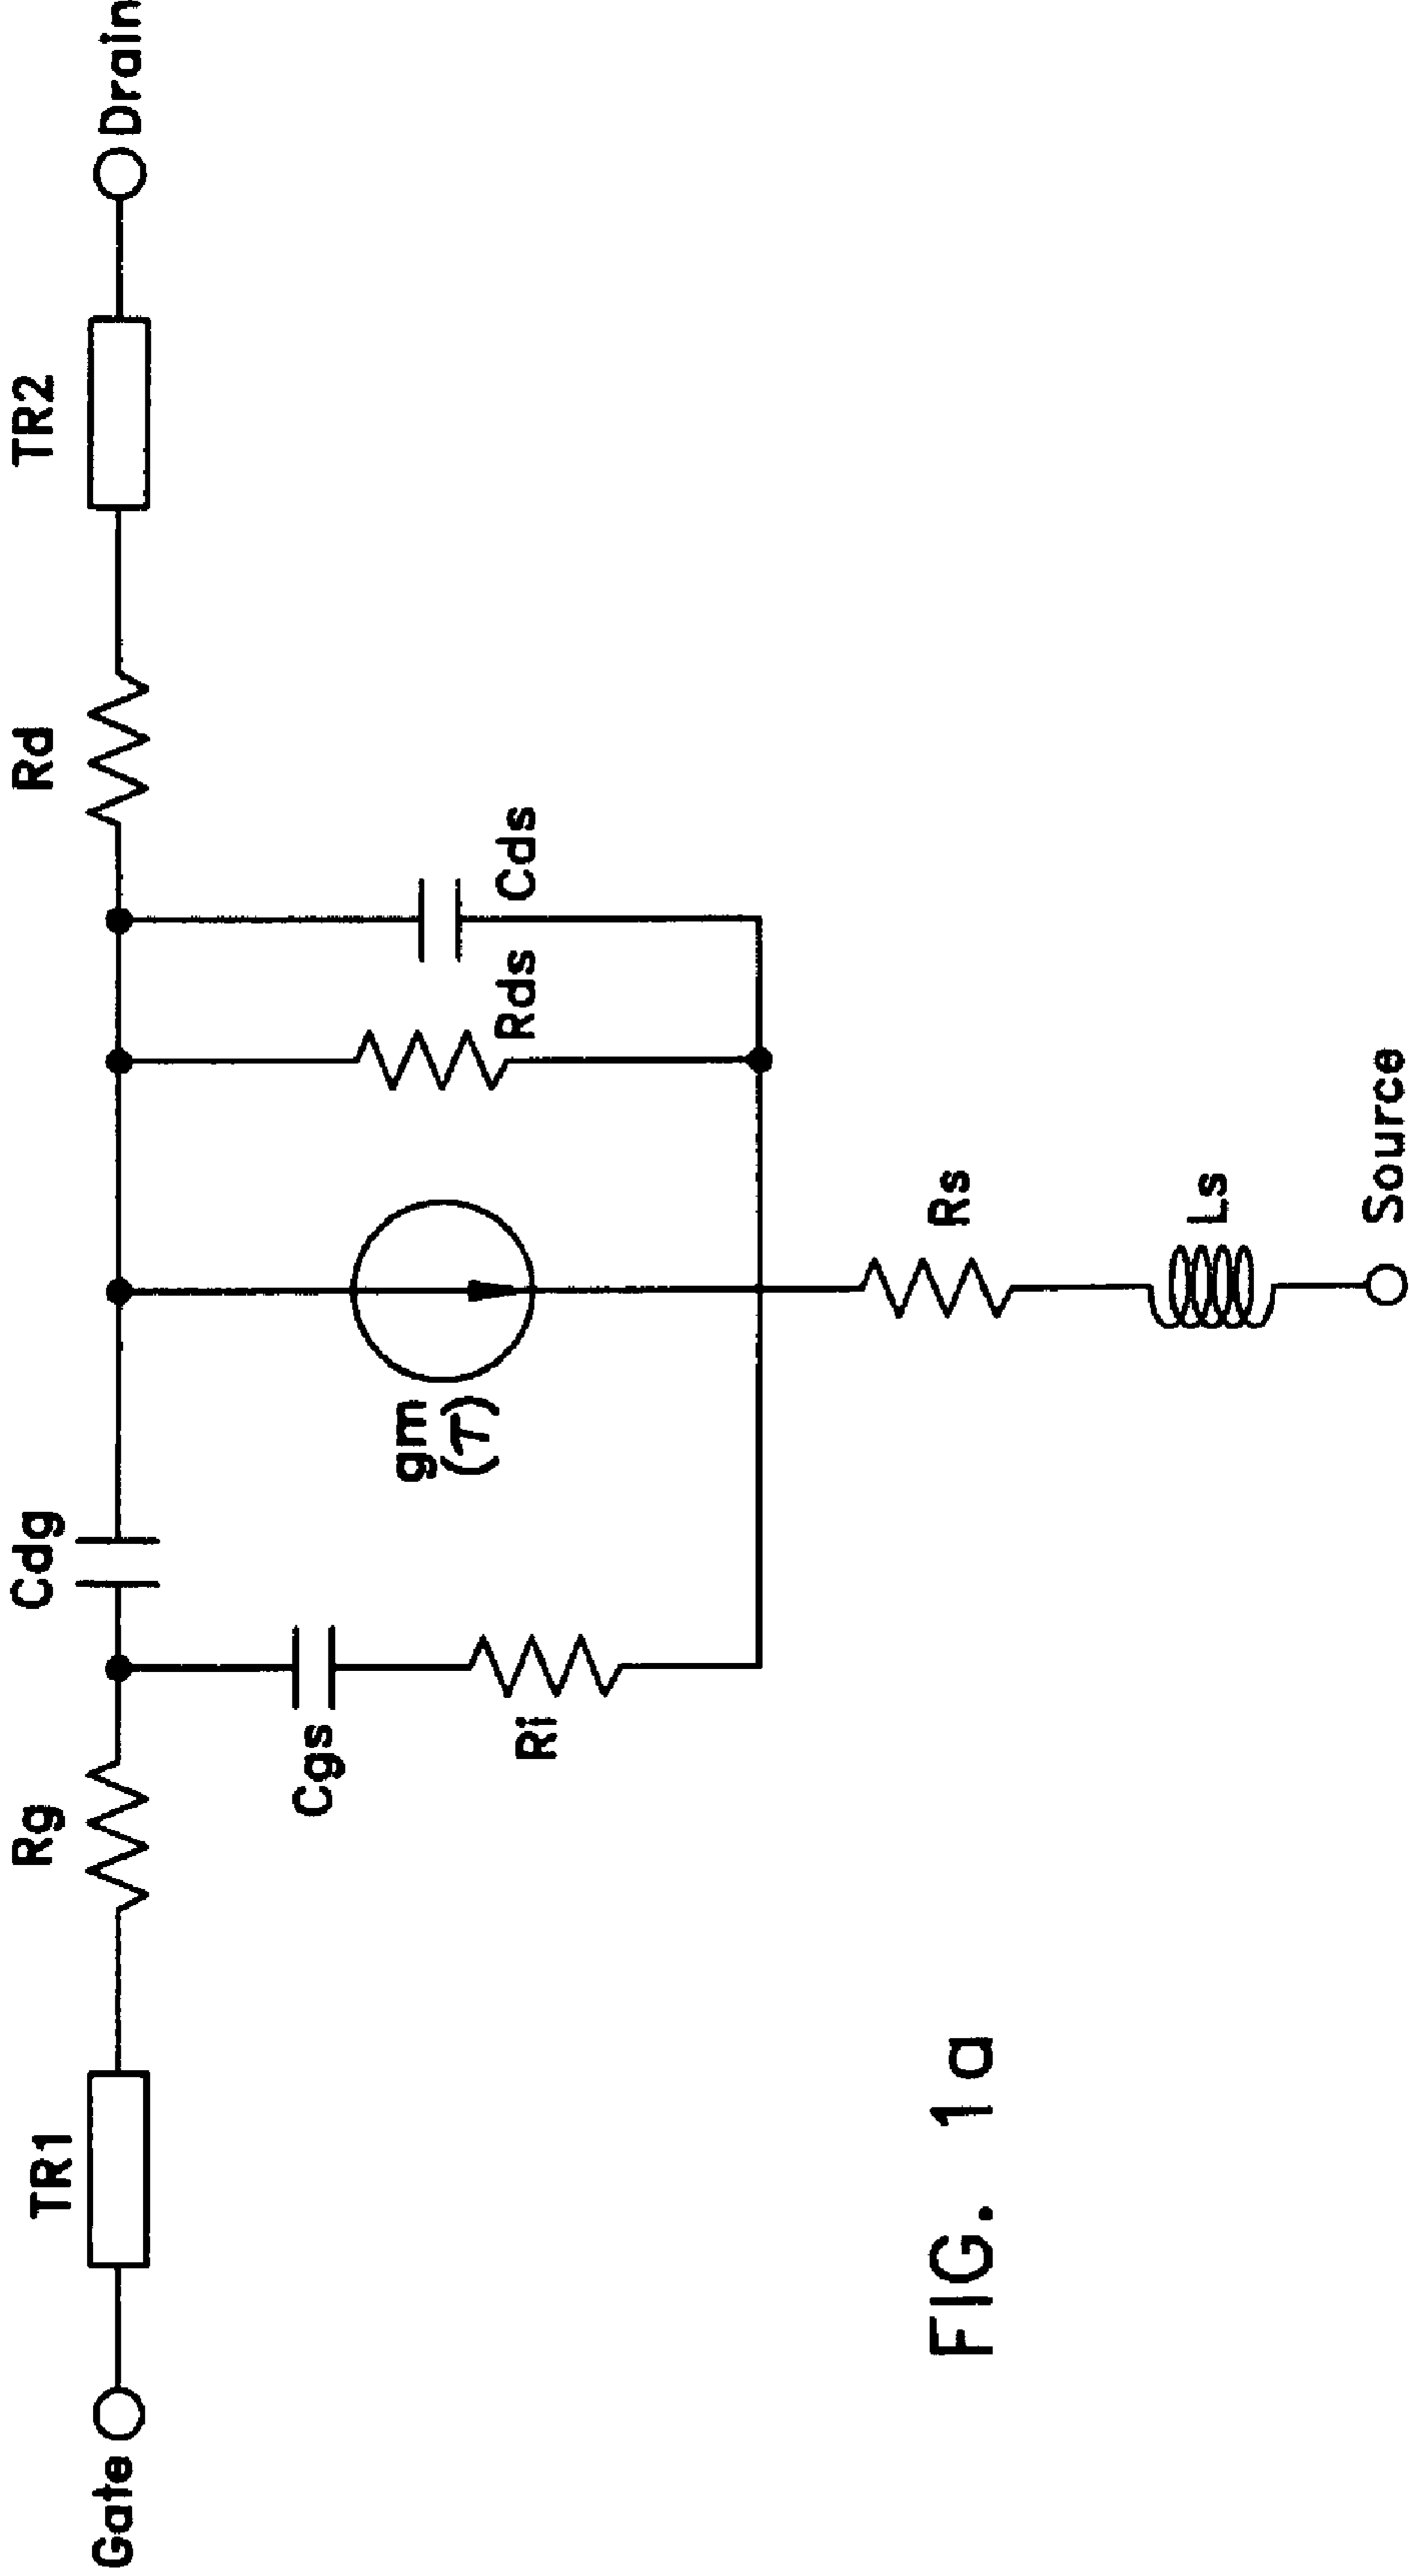 TR1
Rg
Cdg
Rd
TR2
Gate
Drain
Cgs
Ri
gm
(τ)
Rds
Cds
Rs
Ls
Source
FIG. 1a